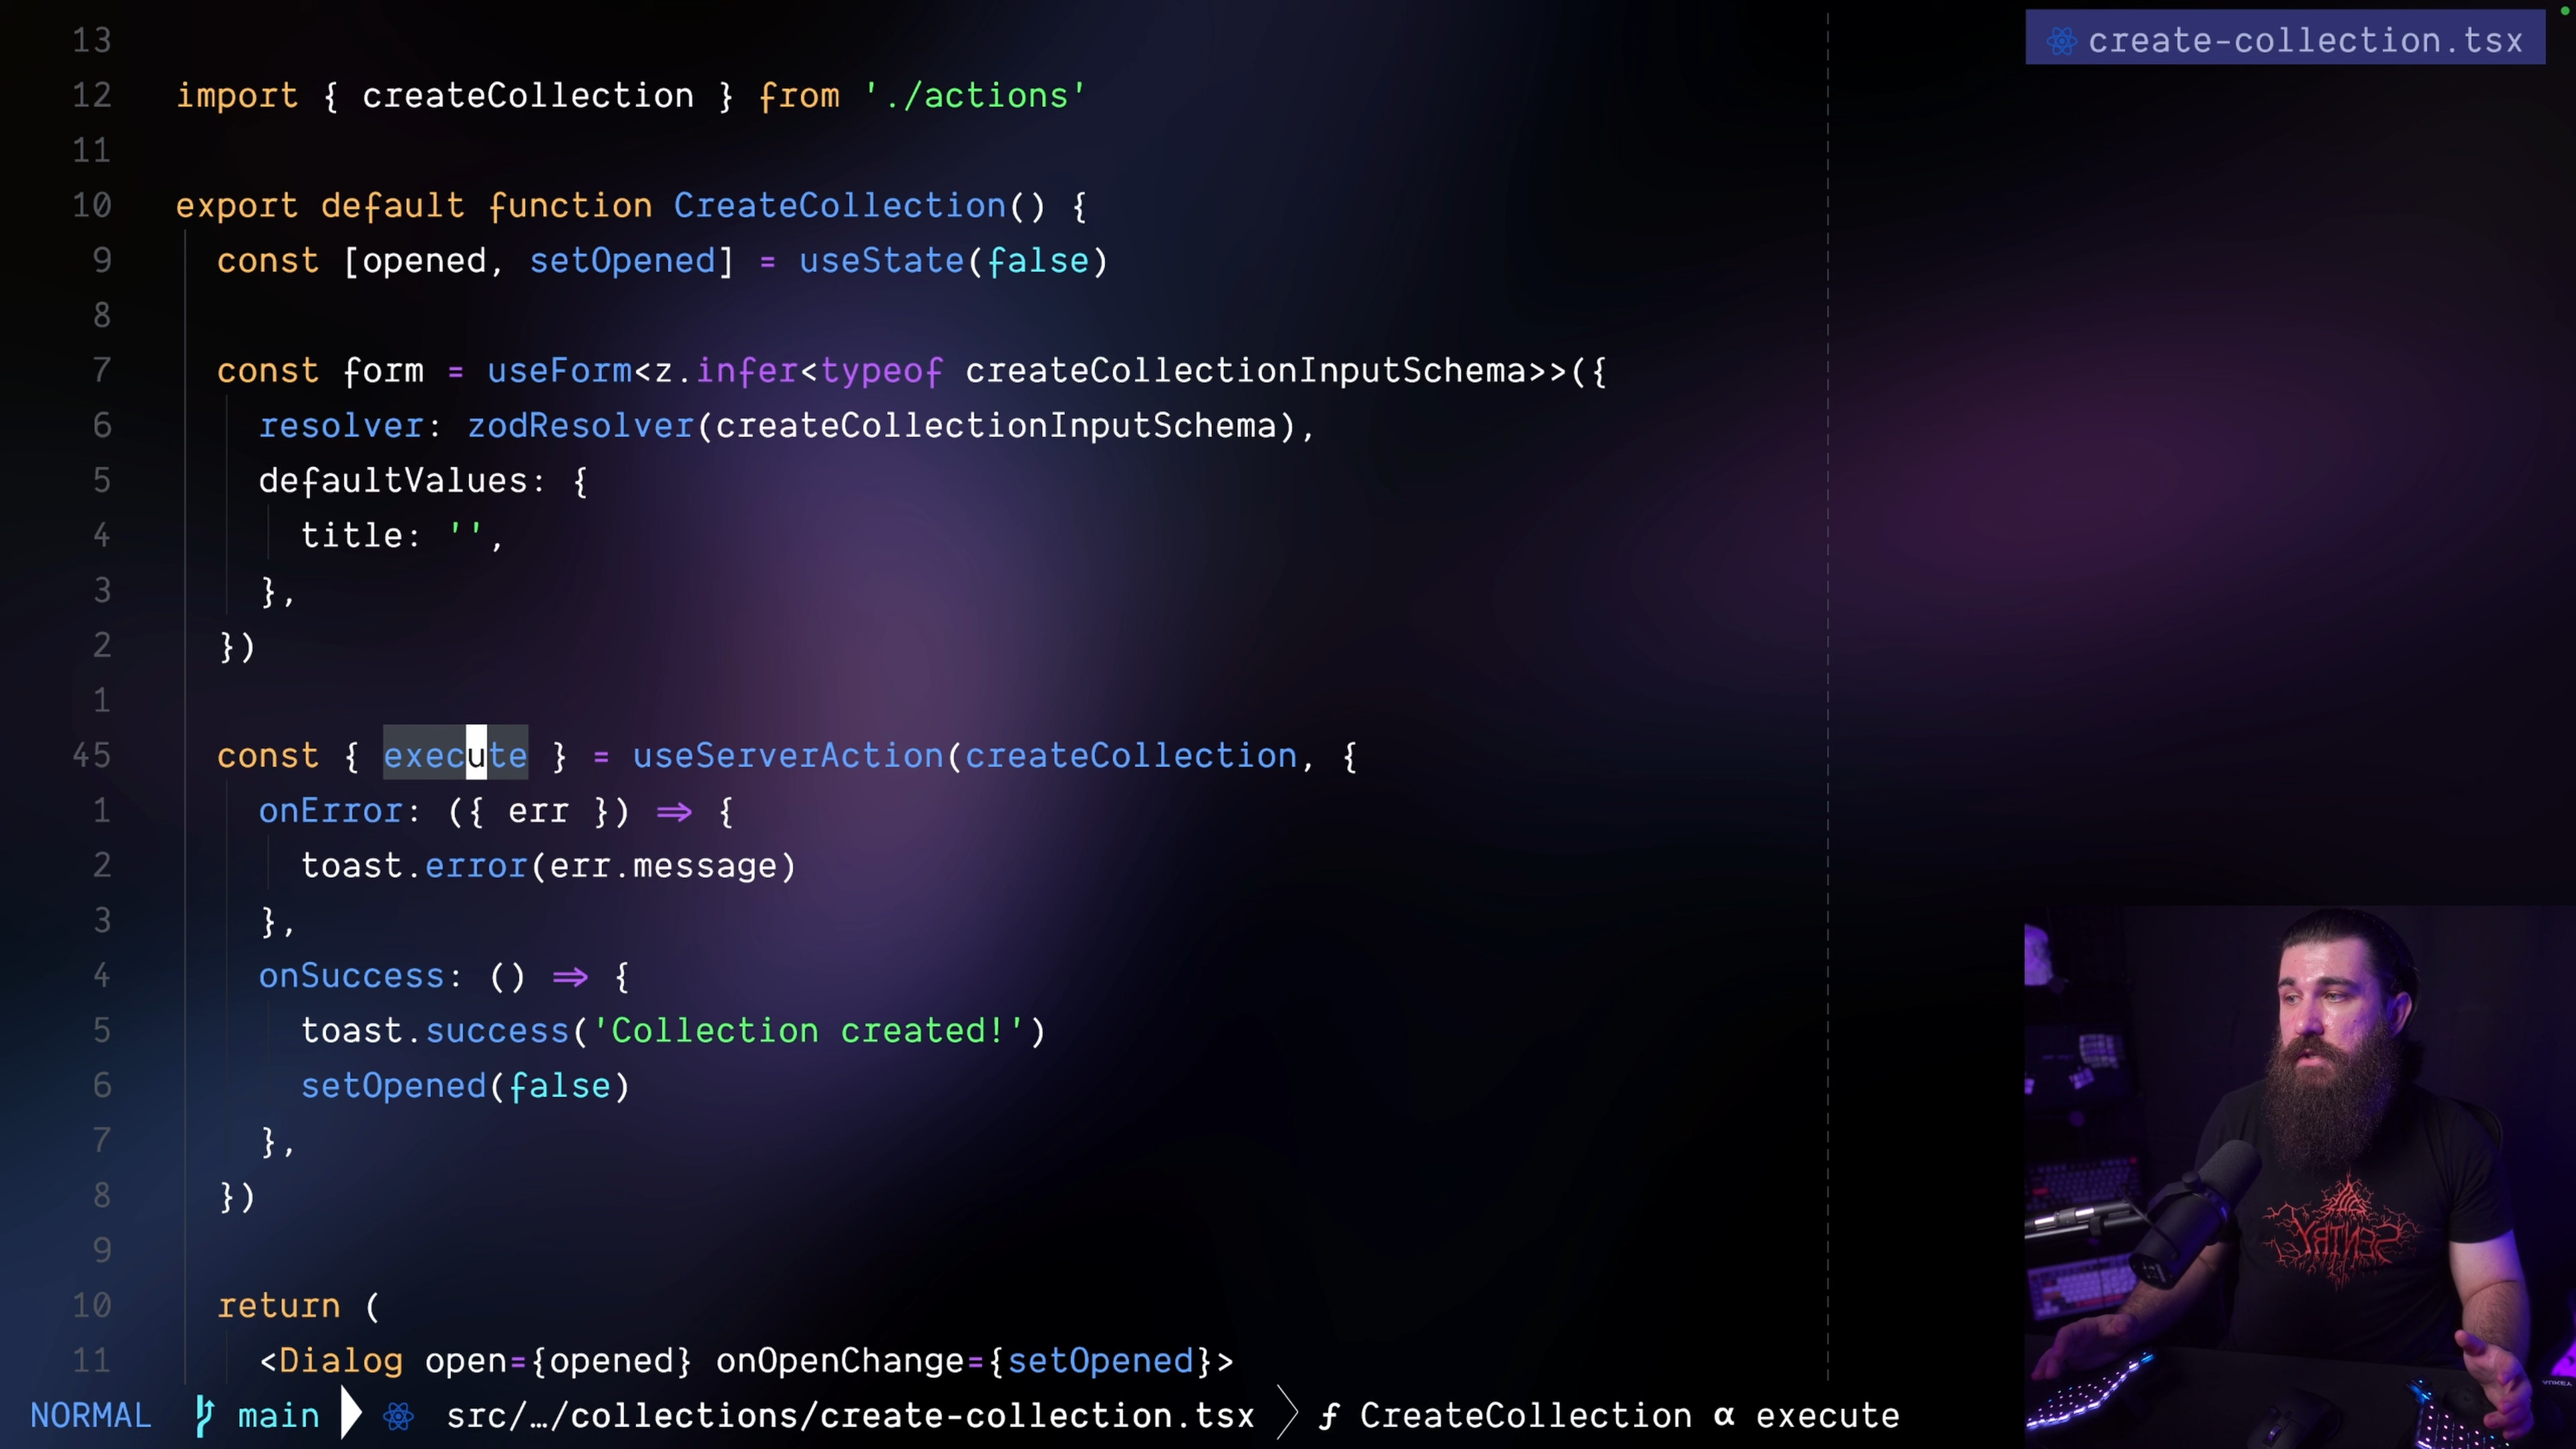 create-collection.tsx
13
12 import { createCollection } from './actions'
11
10 export default function CreateCollection() {
9 const [opened, setOpened] = useState(false)
8
7 const form = useForm<z.infer<typeof createCollectionInputSchema>>({
6 resolver: zodResolver(createCollectionInputSchema),
5 defaultValues: {
4 title: '',
3 },
2 })
1
45 const { execute } = useServerAction(createCollection, {
1 onError: ({ err }) ⇒ {
2 toast.error(err.message)
3 },
4 onSuccess: () ⇒ {
5 toast.success('Collection created!')
6 setOpened(false)
7 },
8 })
9
10 return (
11 <Dialog open={opened} onOpenChange={setOpened}>
NORMAL main src/…/collections/create-collection.tsx ƒ CreateCollection α execute
SENTRY